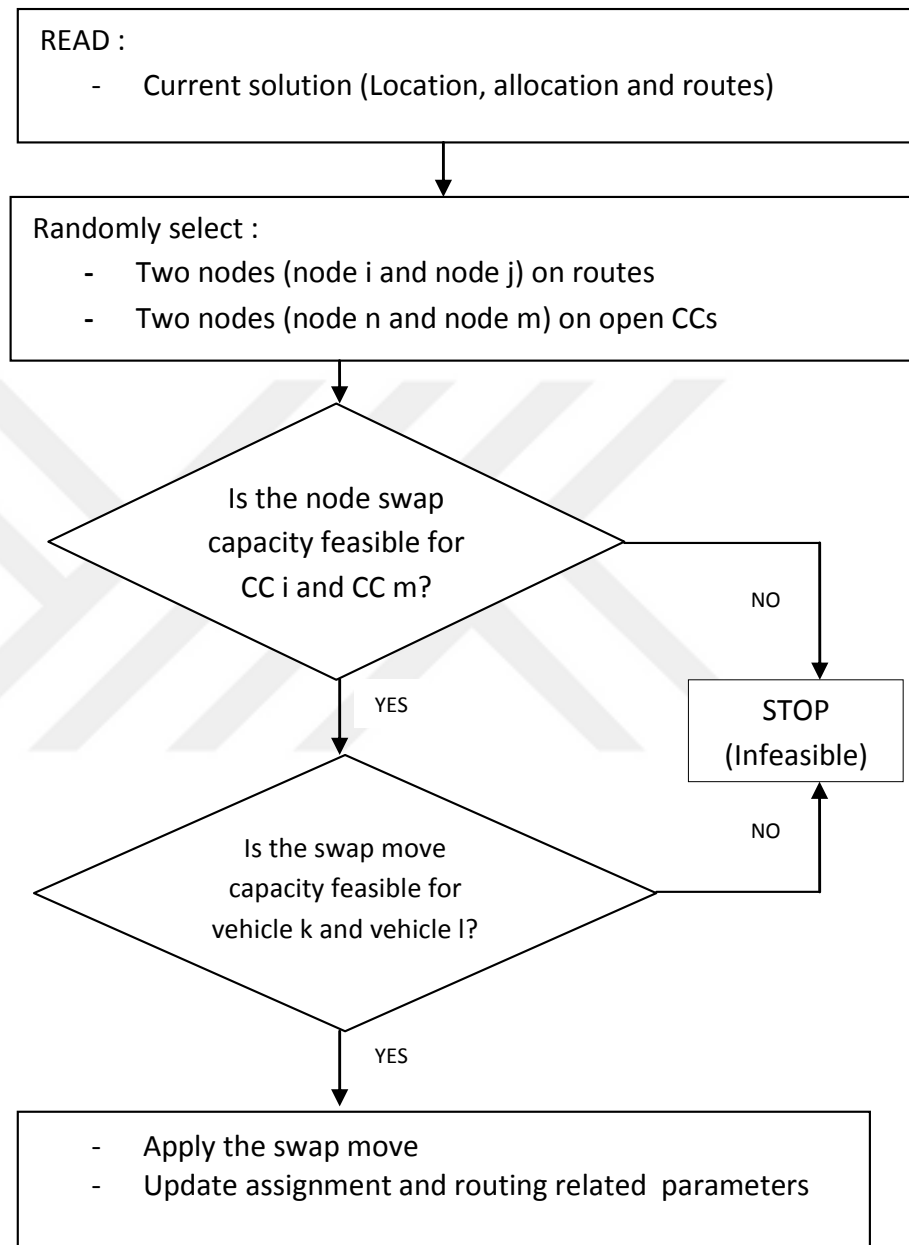 READ :
- Current solution (Location, allocation and routes)
Randomly select :
- Two nodes (node i and node j) on routes
- Two nodes (node n and node m) on open CCs
Is the node swap
capacity feasible for
CC i and CC m?
NO
YES
STOP
(Infeasible)
NO
Is the swap move
capacity feasible for
vehicle k and vehicle l?
YES
- Apply the swap move
- Update assignment and routing related parameters